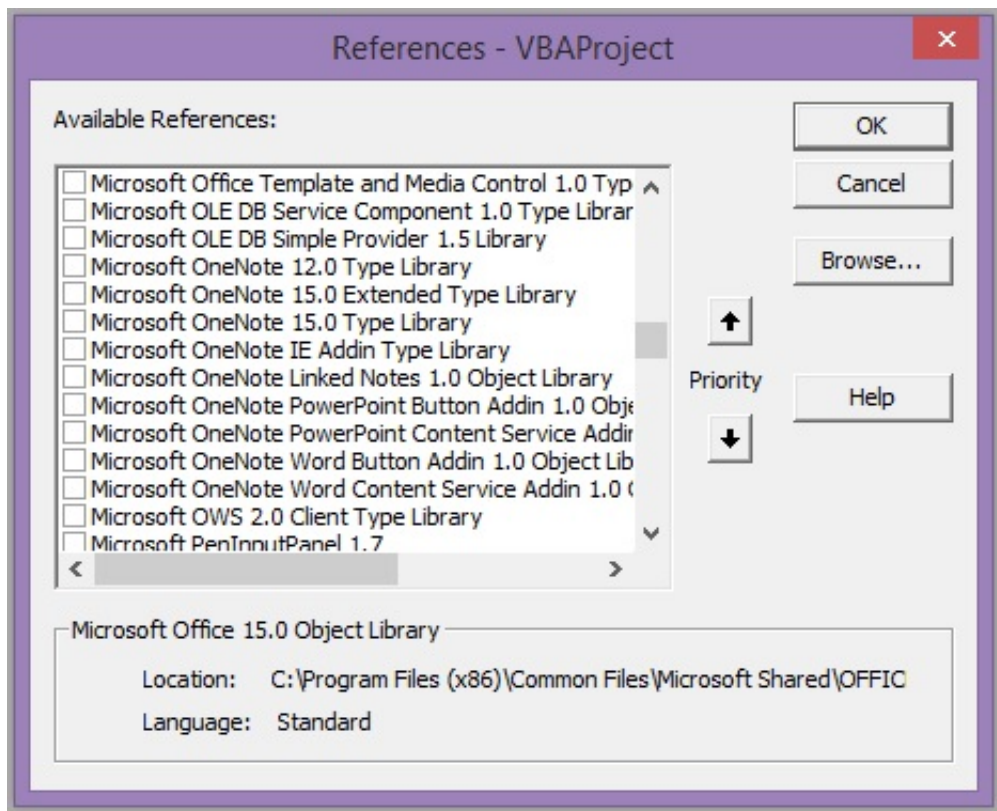 References - VBAProject
Available References:
Microsoft Office Template and Media Control 1.0 Typ
Microsoft OLE DB Service Component 1.0 Type Librar
Microsoft OLE DB Simple Provider 1.5 Library
Microsoft OneNote 12.0 Type Library
Microsoft OneNote 15.0 Extended Type Library
Microsoft OneNote 15.0 Type Library
Microsoft OneNote IE Addin Type Library
Microsoft OneNote Linked Notes 1.0 Object Library
Microsoft OneNote PowerPoint Button Addin 1.0 Obje
Microsoft OneNote PowerPoint Content Service Addin
Microsoft OneNote Word Button Addin 1.0 Object Lib
Microsoft OneNote Word Content Service Addin 1.0 O
Microsoft OWS 2.0 Client Type Library
Microsoft PenInputPanel 1.7
OK
Cancel
Browse...
Priority
Help
Microsoft Office 15.0 Object Library
Location: C:\Program Files (x86)\Common Files\Microsoft Shared\OFFIC
Language: Standard